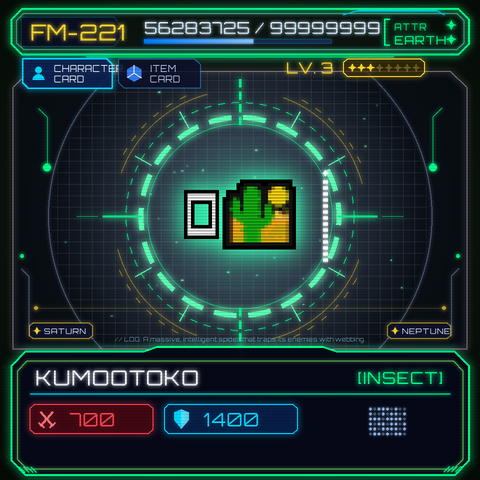 FM-221
56283725 / 99999999
ATTR
EARTH
CHARACTER
CARD
ITEM
CARD
LV. 3
SATURN
NEPTUNE
// LOG: A massive, intelligent spider that traps its enemies with webbing
KUMOOTOKO
[INSECT]
700
1400